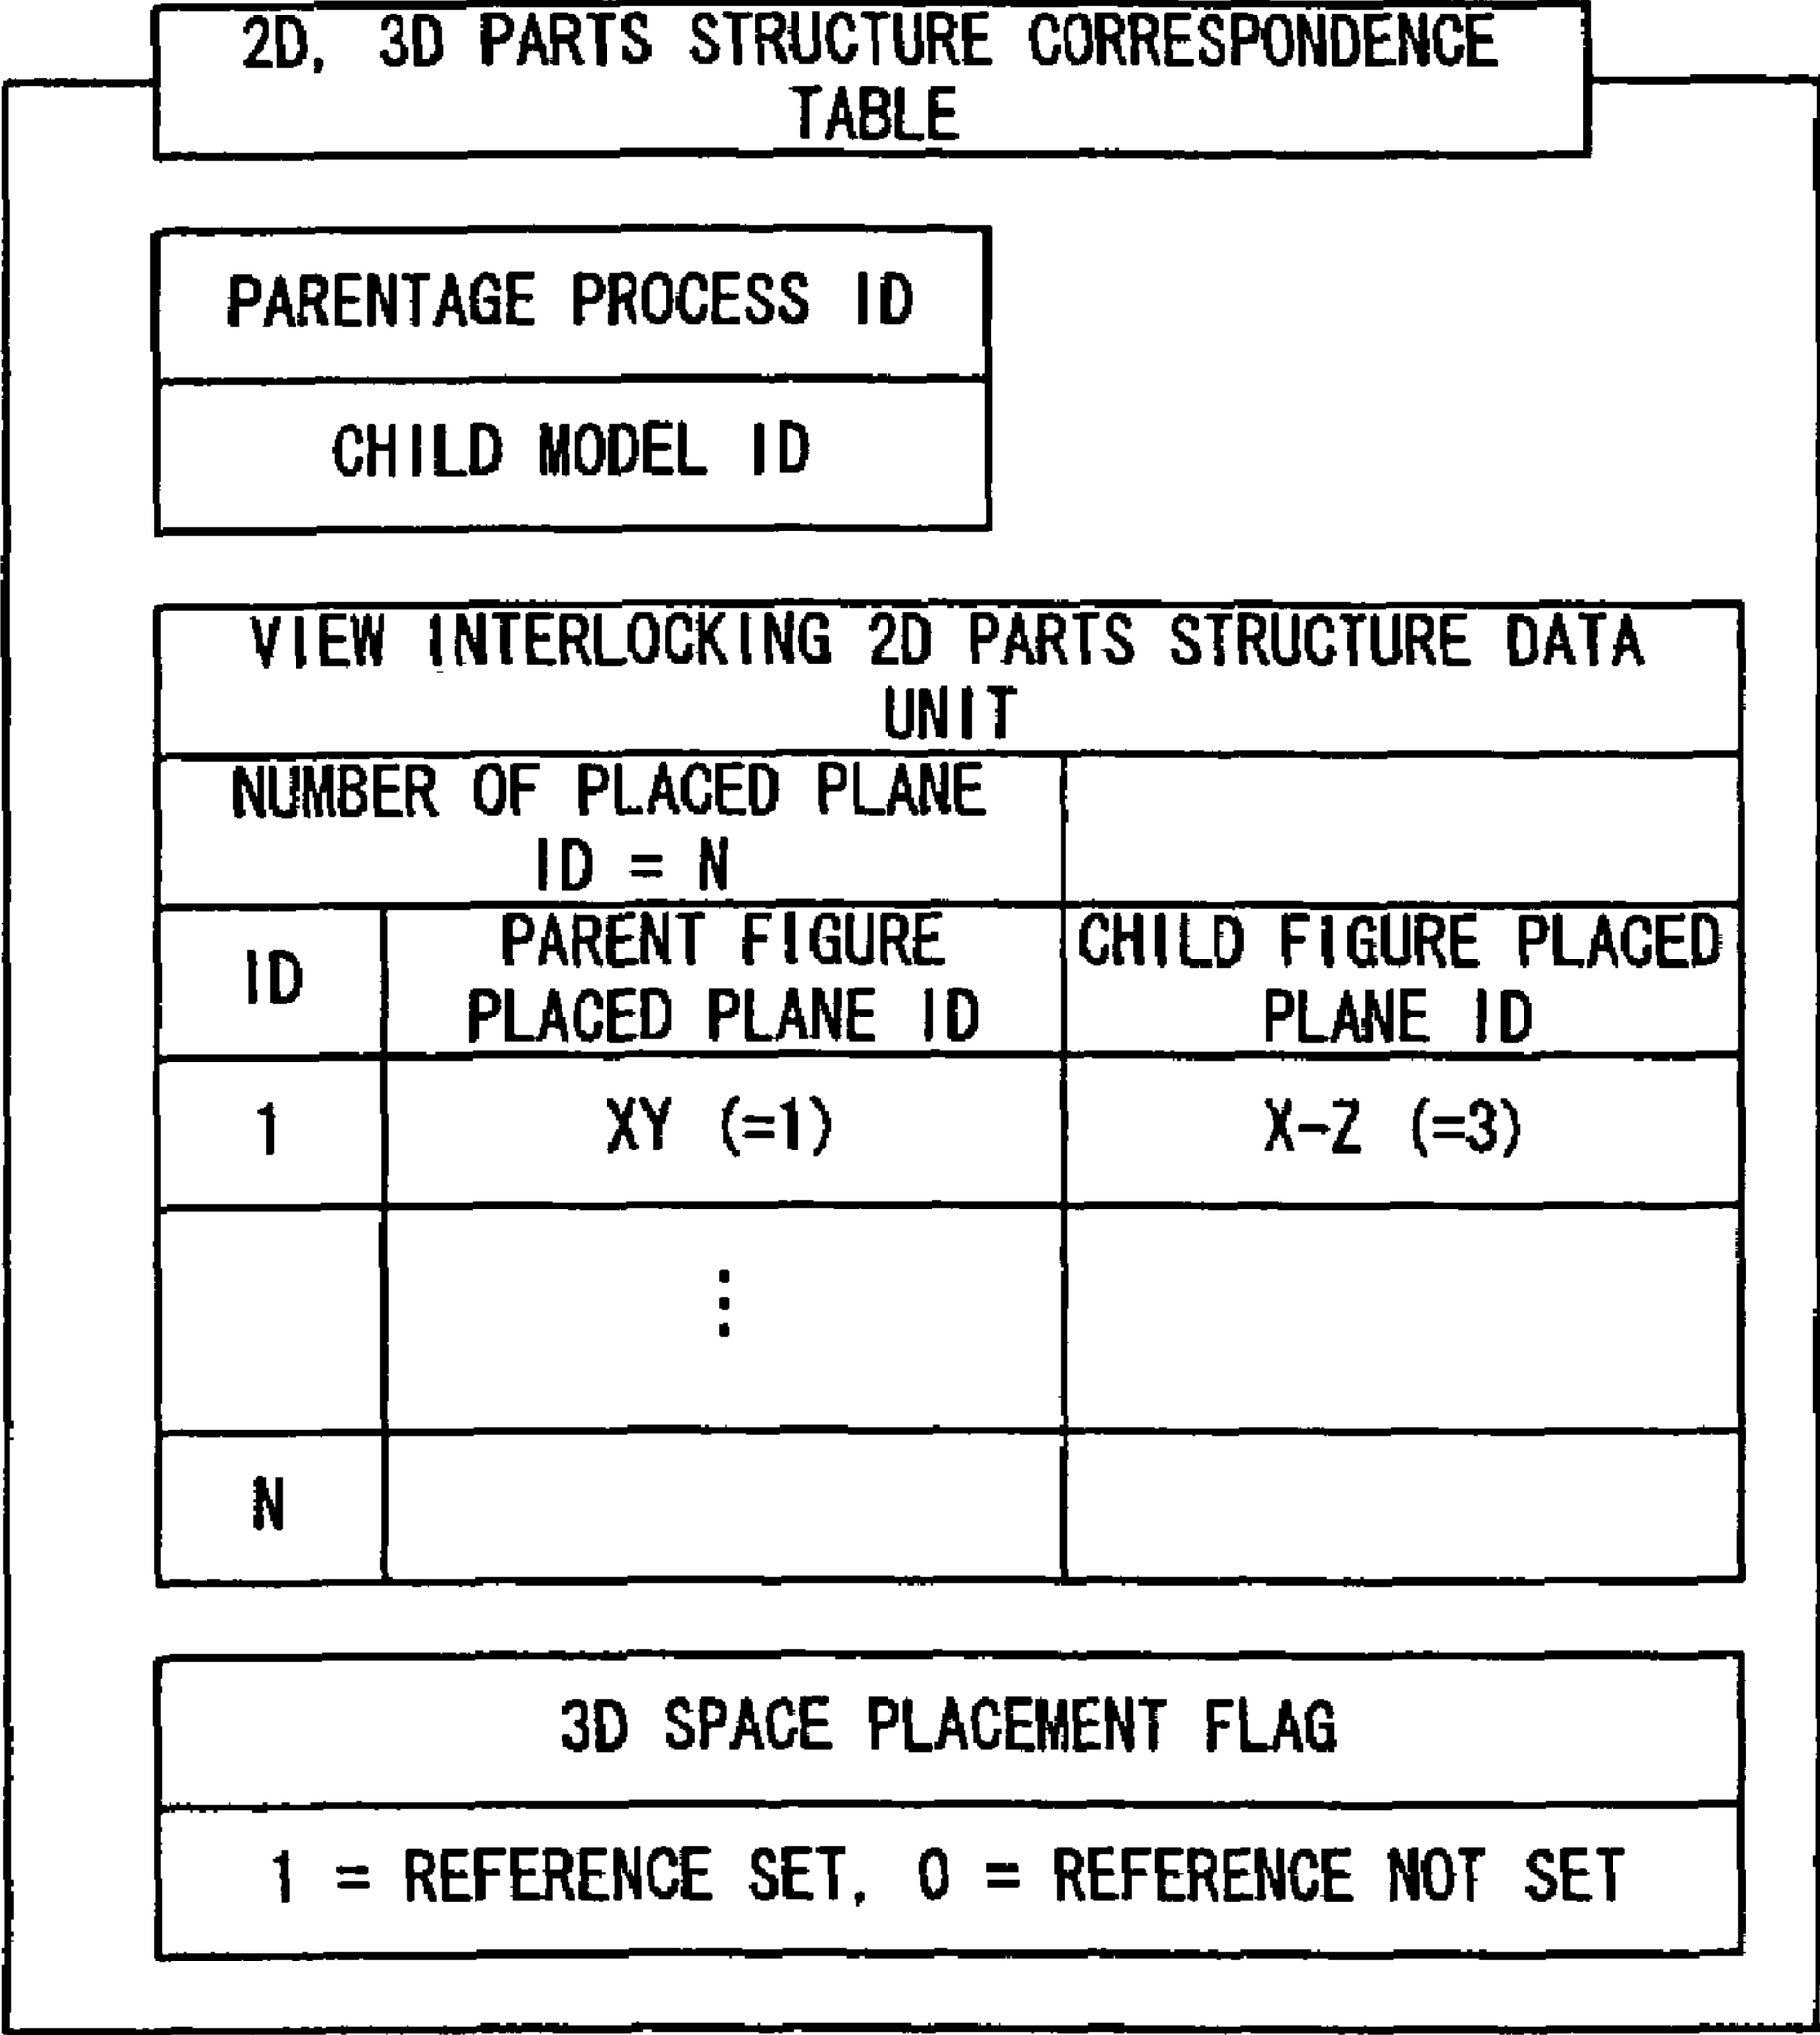 2D, 3D PARTS STRUCTURE CORRESPONDENCE
TABLE
PARENTAGE PROCESS ID
CHILD MODEL ID
VIEW INTERLOCKING 2D PARTS STRUCTURE DATA
UNIT
NUMBER OF PLACED PLANE
ID = N
ID
PARENT FIGURE
PLACED PLANE ID
CHILD FIGURE PLACED
PLANE ID
1
XY (=1)
X-Z (=3)
⋮
N
3D SPACE PLACEMENT FLAG
1 = REFERENCE SET, 0 = REFERENCE NOT SET